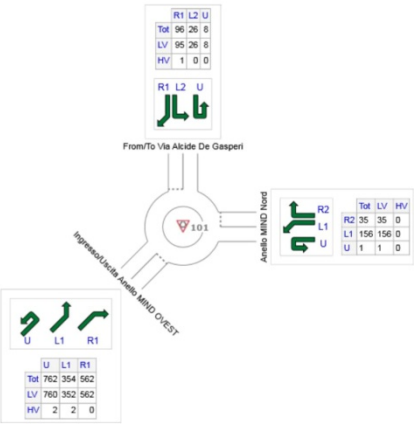 R1 L2 U
Tot 96 26 8
LV 95 26 8
HV 1 0 0
R1 L2 U
From/To Via Alcide De Gasperi
101
Anello MIND Nord
R2
L1
U
Tot LV HV
R2 35 35 0
L1 156 156 0
U 1 1 0
Ingresso/Uscita Anello MIND OVEST
U L1 R1
U L1 R1
Tot 762 354 562
LV 760 352 562
HV 2 2 0